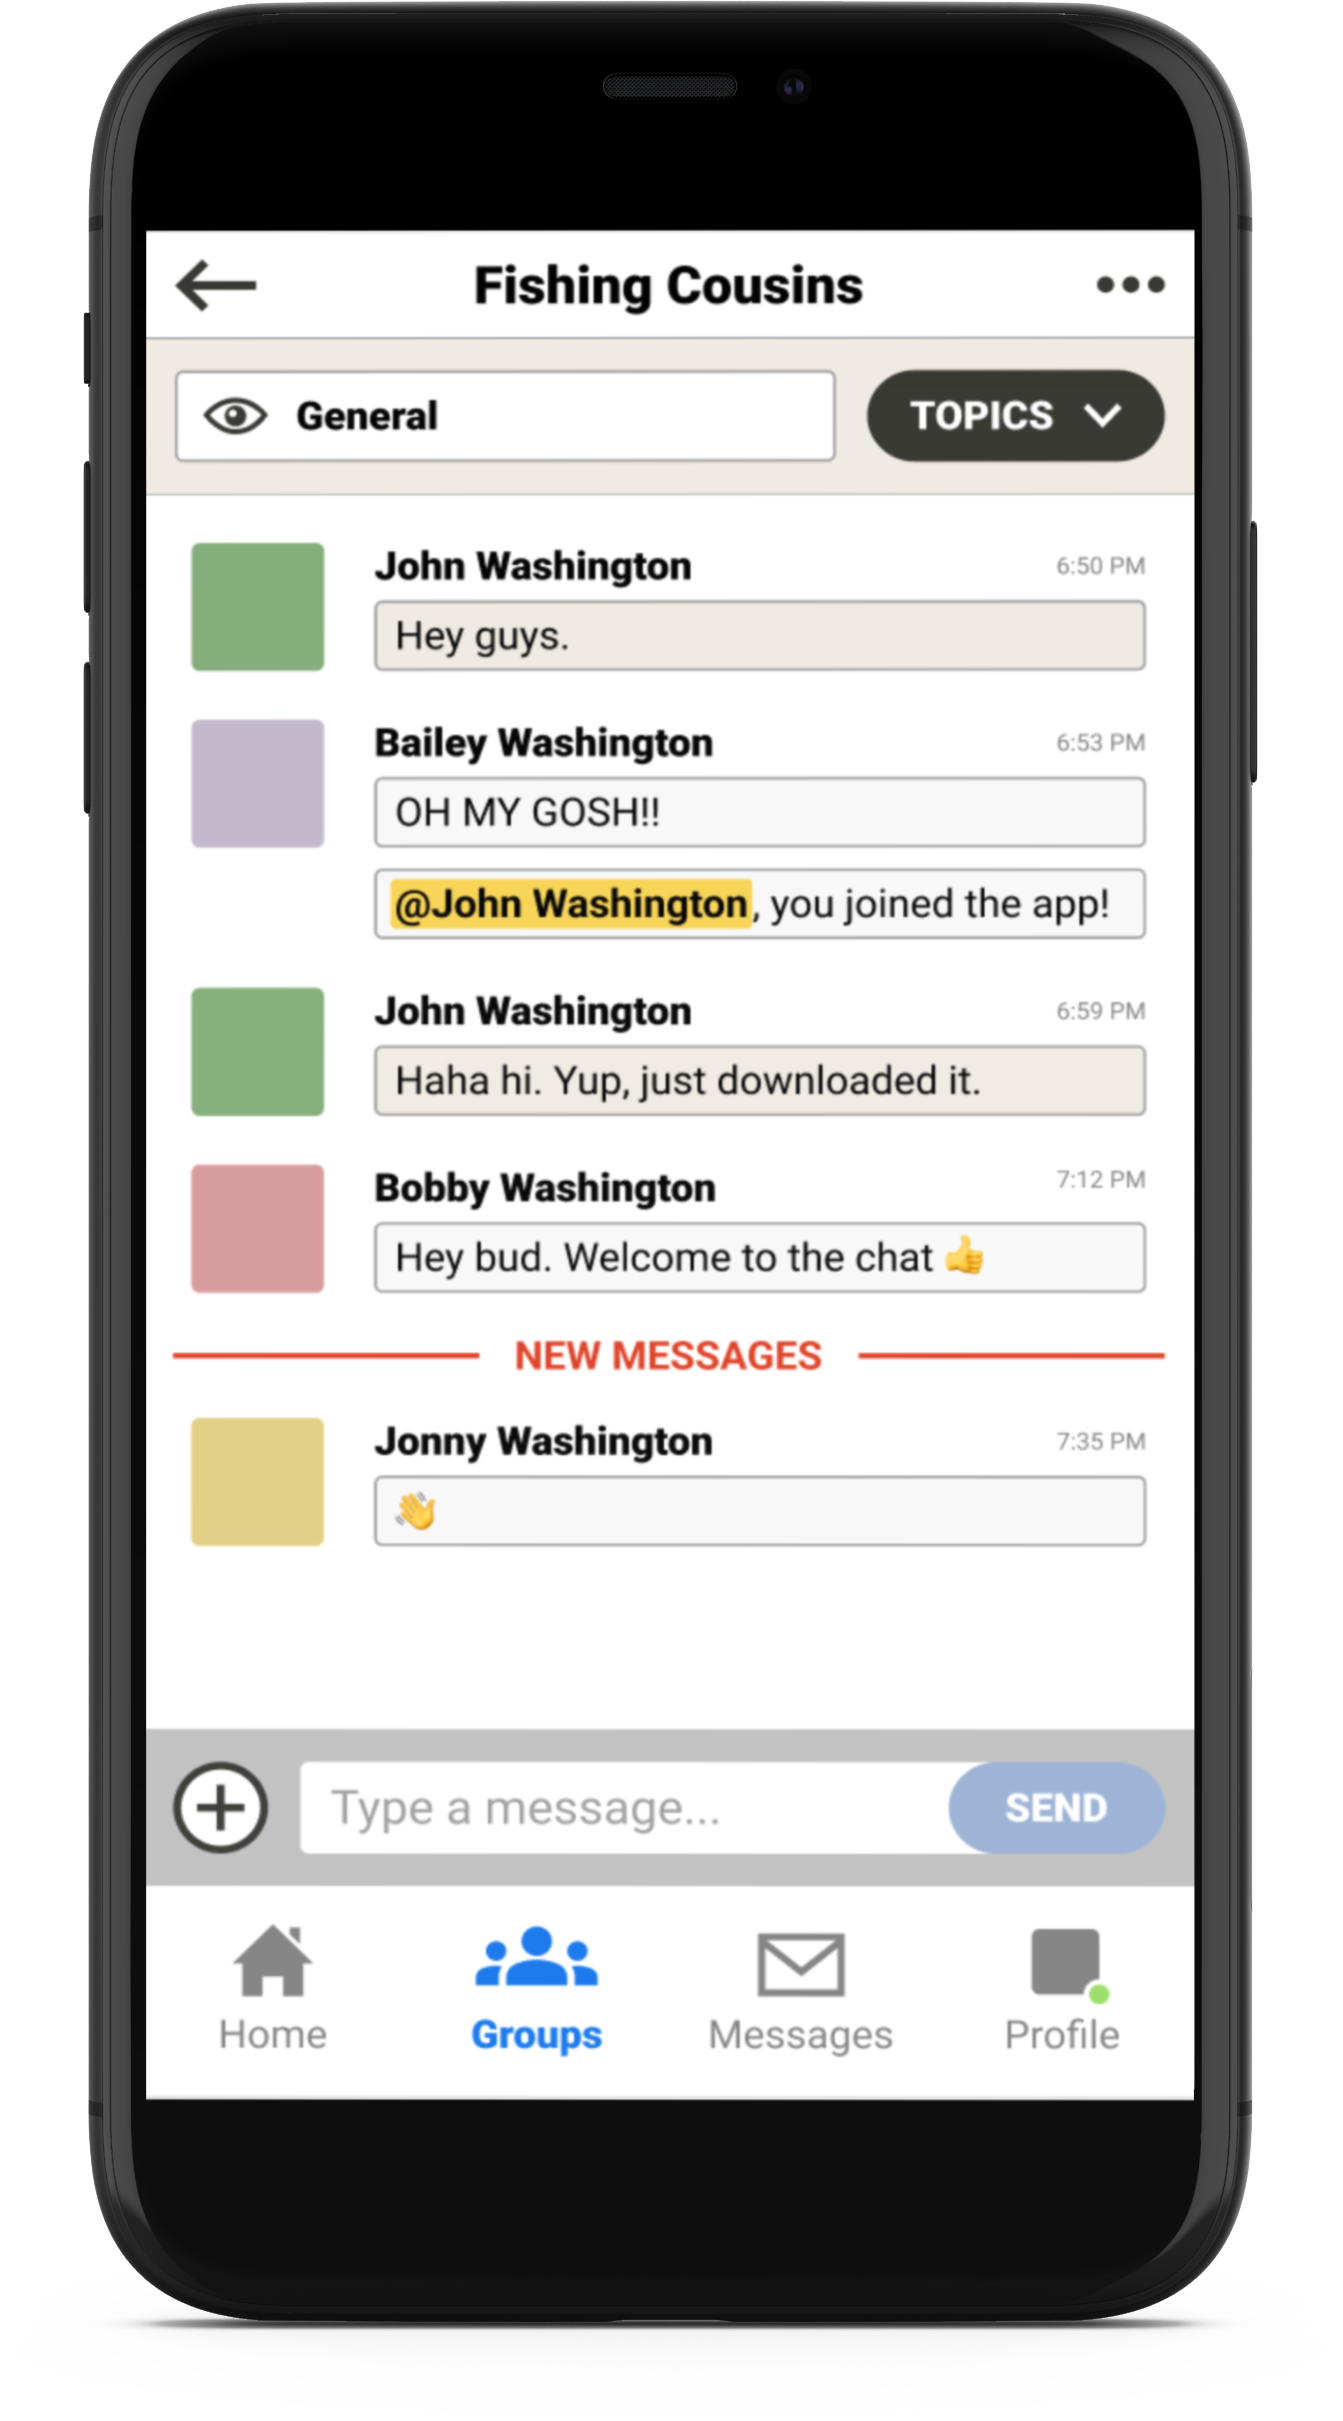 Fishing Cousins
General
TOPICS
John Washington 6:50 PM
Hey guys.
Bailey Washington 6:53 PM
OH MY GOSH!!
@John Washington, you joined the app!
John Washington 6:59 PM
Haha hi. Yup, just downloaded it.
Bobby Washington 7:12 PM
Hey bud. Welcome to the chat 👍
NEW MESSAGES
Jonny Washington 7:35 PM
👋
Type a message...
SEND
Home Groups Messages Profile